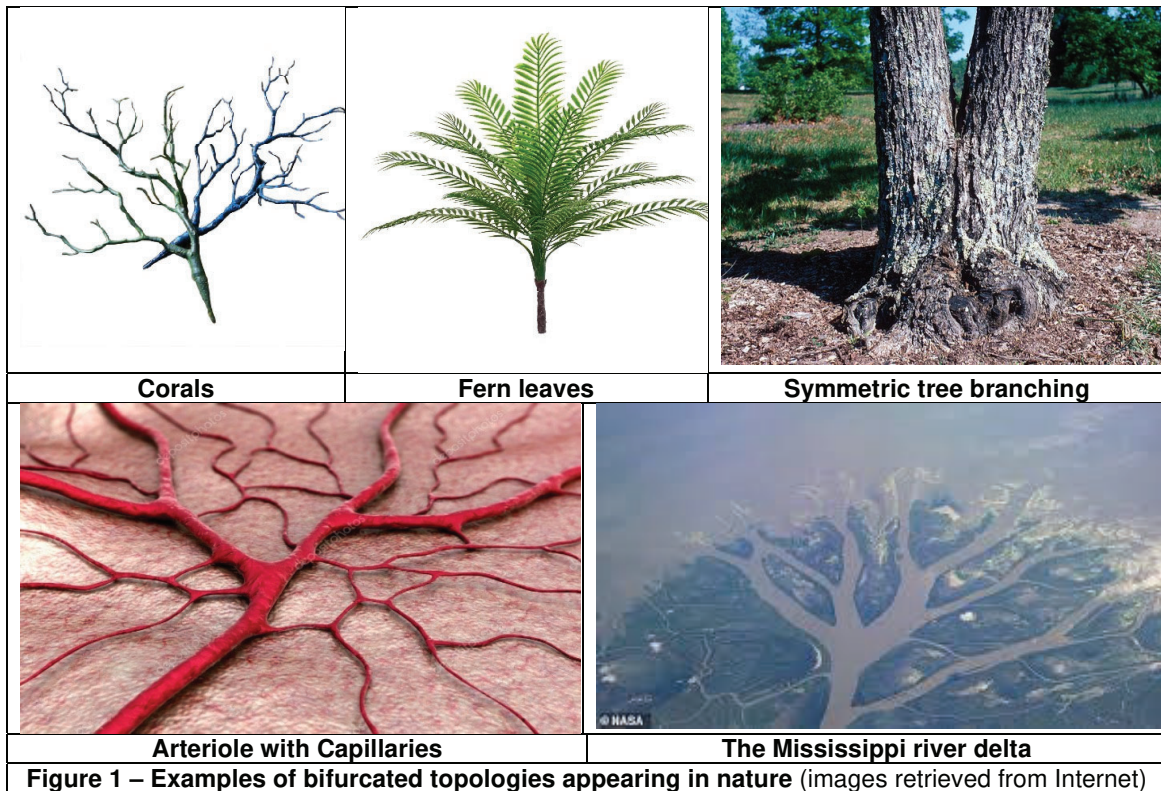 Corals
Fern leaves
Symmetric tree branching
© NASA
Arteriole with Capillaries
The Mississippi river delta
Figure 1 – Examples of bifurcated topologies appearing in nature (images retrieved from Internet)